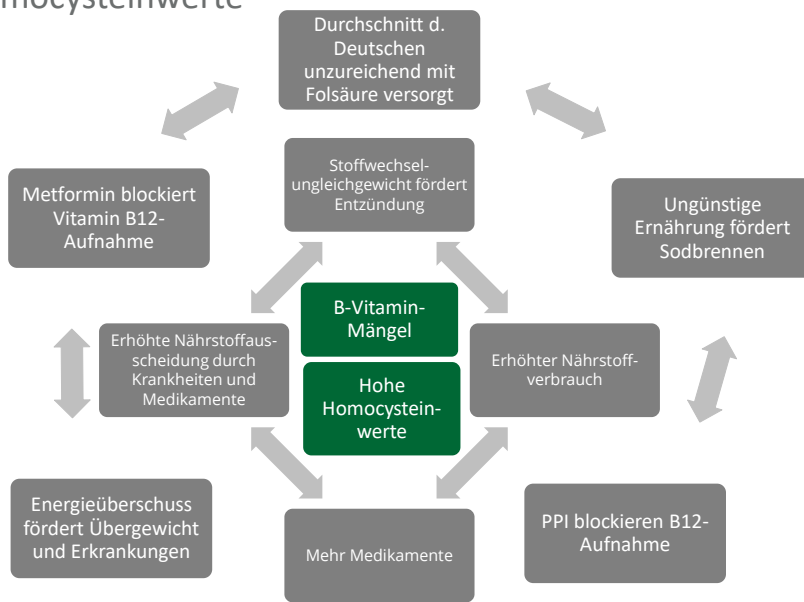 mocysteinwerte
Durchschnitt d.
Deutschen
unzureichend mit
Folsäure versorgt
Stoffwechsel-
ungleichgewicht fördert
Entzündung
Metformin blockiert
Vitamin B12-
Aufnahme
Ungünstige
Ernährung fördert
Sodbrennen
B-Vitamin-
Mängel
Erhöhte Nährstoffaus-
scheidung durch
Krankheiten und
Medikamente
Erhöhter Nährstoff-
verbrauch
Hohe
Homocystein-
werte
Energieüberschuss
fördert Übergewicht
und Erkrankungen
Mehr Medikamente
PPI blockieren B12-
Aufnahme